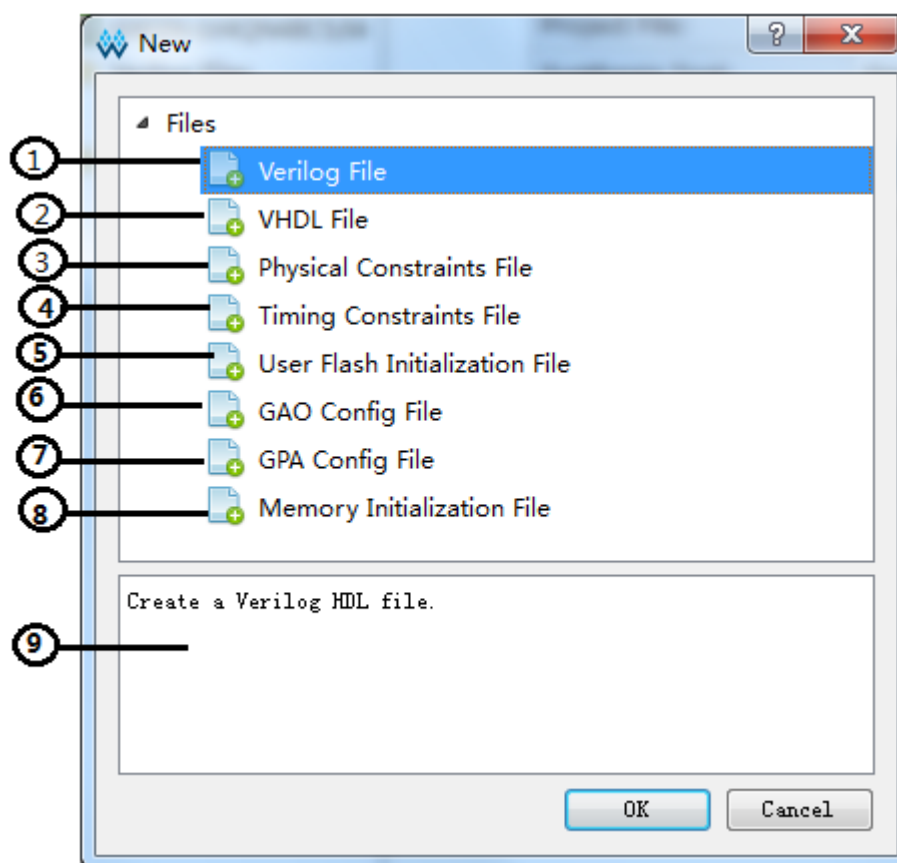 New
?
X
Files
1 Verilog File
2 VHDL File
3 Physical Constraints File
4 Timing Constraints File
5 User Flash Initialization File
6 GAO Config File
7 GPA Config File
8 Memory Initialization File
Create a Verilog HDL file.
9
OK Cancel